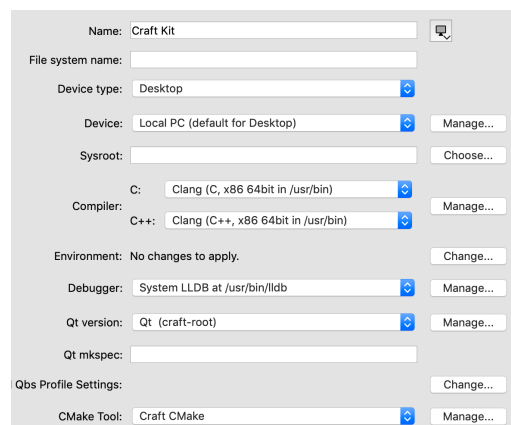 Name: Craft Kit
File system name:
Device type: Desktop
Device: Local PC (default for Desktop) Manage...
Sysroot: Choose...
C: Clang (C, x86 64bit in /usr/bin)
Compiler: Manage...
C++: Clang (C++, x86 64bit in /usr/bin)
Environment: No changes to apply. Change...
Debugger: System LLDB at /usr/bin/lldb Manage...
Qt version: Qt (craft-root) Manage...
Qt mkspec:
Qbs Profile Settings: Change...
CMake Tool: Craft CMake Manage...